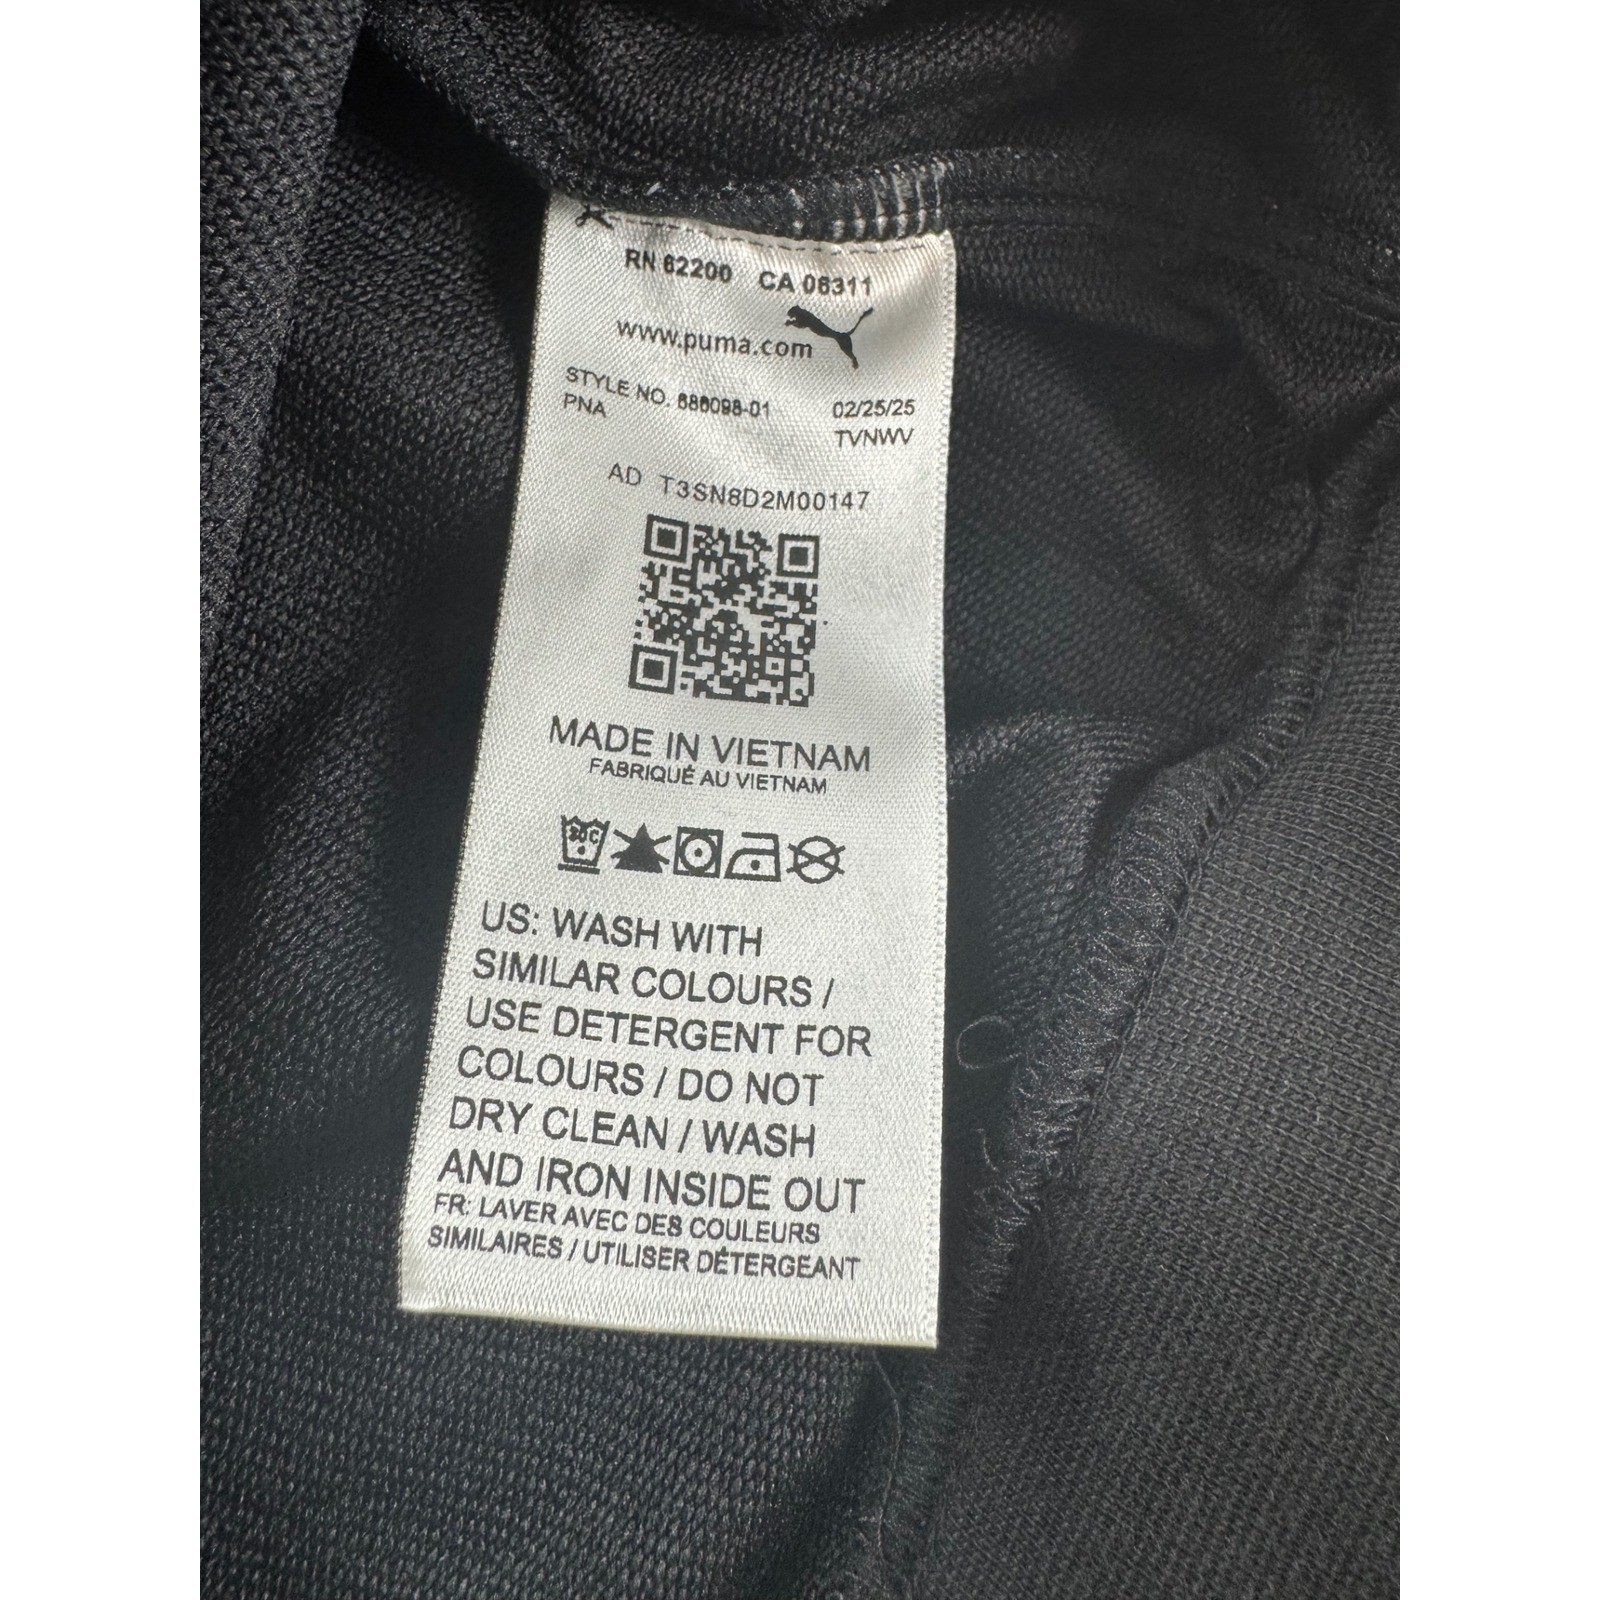 RN 62200 CA 06311
www.puma.com
STYLE NO. 686098-01 02/25/25
PNA TVNWV
AD T3SN8D2M00147
MADE IN VIETNAM
FABRIQUÉ AU VIETNAM
30C
US: WASH WITH
SIMILAR COLOURS /
USE DETERGENT FOR
COLOURS / DO NOT
DRY CLEAN / WASH
AND IRON INSIDE OUT
FR: LAVER AVEC DES COULEURS
SIMILAIRES / UTILISER DÉTERGEANT